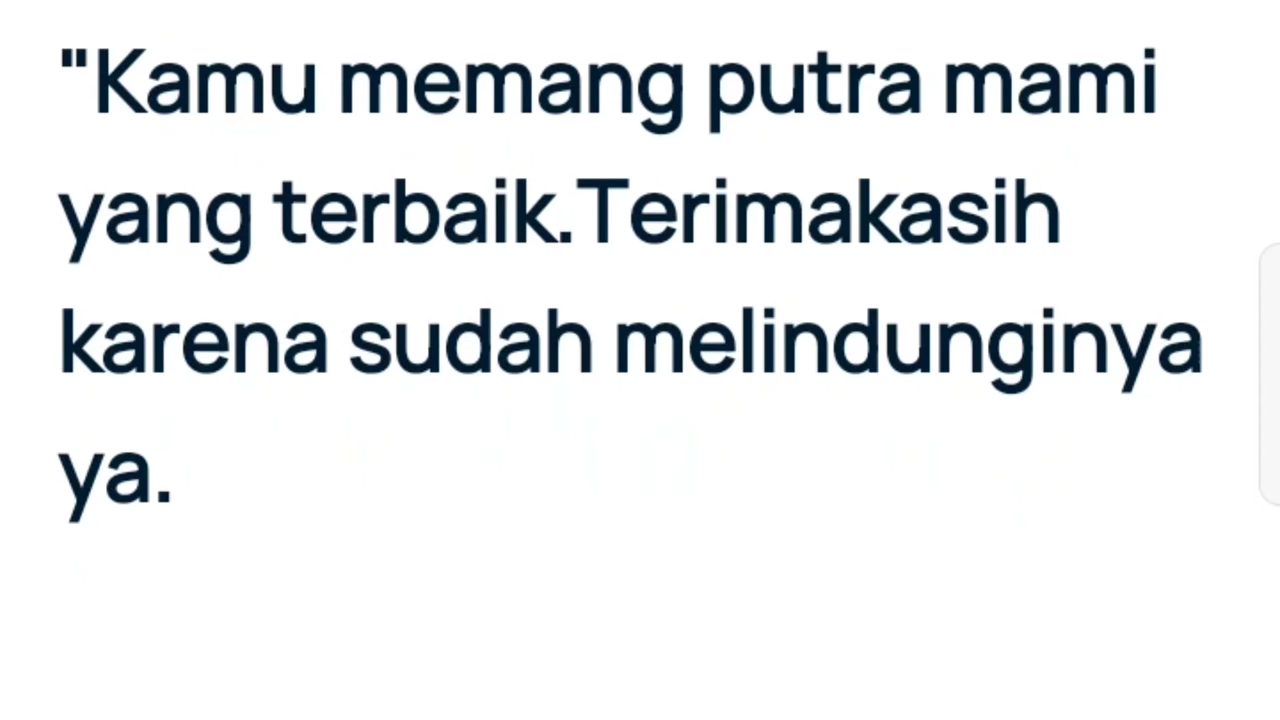 "Kamu memang putra mami
yang terbaik.Terimakasih
karena sudah melindunginya
ya.